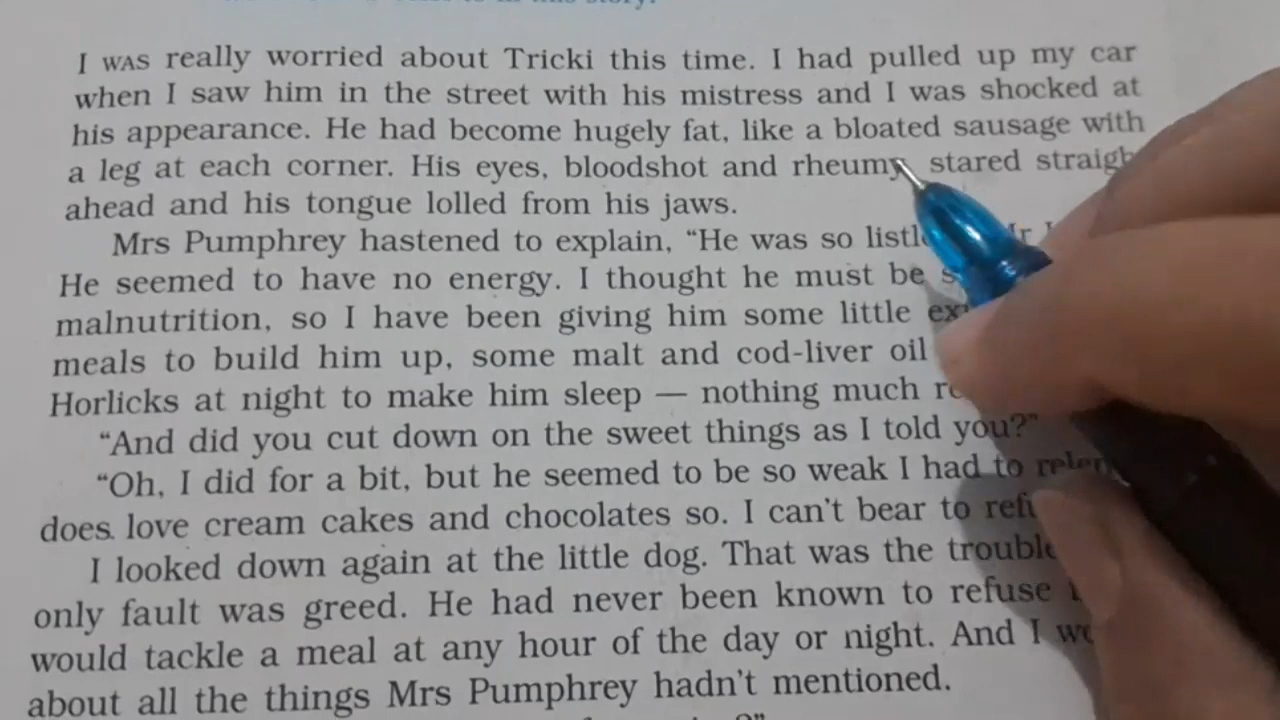 I WAS really worried about Tricki this time. I had pulled up my car
when I saw him in the street with his mistress and I was shocked at
his appearance. He had become hugely fat, like a bloated sausage with
a leg at each corner. His eyes, bloodshot and rheumy, stared
ahead and his tongue lolled from his jaws.
Mrs Pumphrey hastened to explain, “He was so
He seemed to have no energy. I thought he must be
malnutrition, so I have been giving him some little
meals to build him up, some malt and cod-liver oil
Horlicks at night to make him sleep — nothing much
“And did you cut down on the sweet things as I told you?”
“Oh, I did for a bit, but he seemed to be so weak I had to
does love cream cakes and chocolates so. I can’t bear to
I looked down again at the little dog. That was the
only fault was greed. He had never been known to refuse
would tackle a meal at any hour of the day or night. And I
about all the things Mrs Pumphrey hadn’t mentioned.